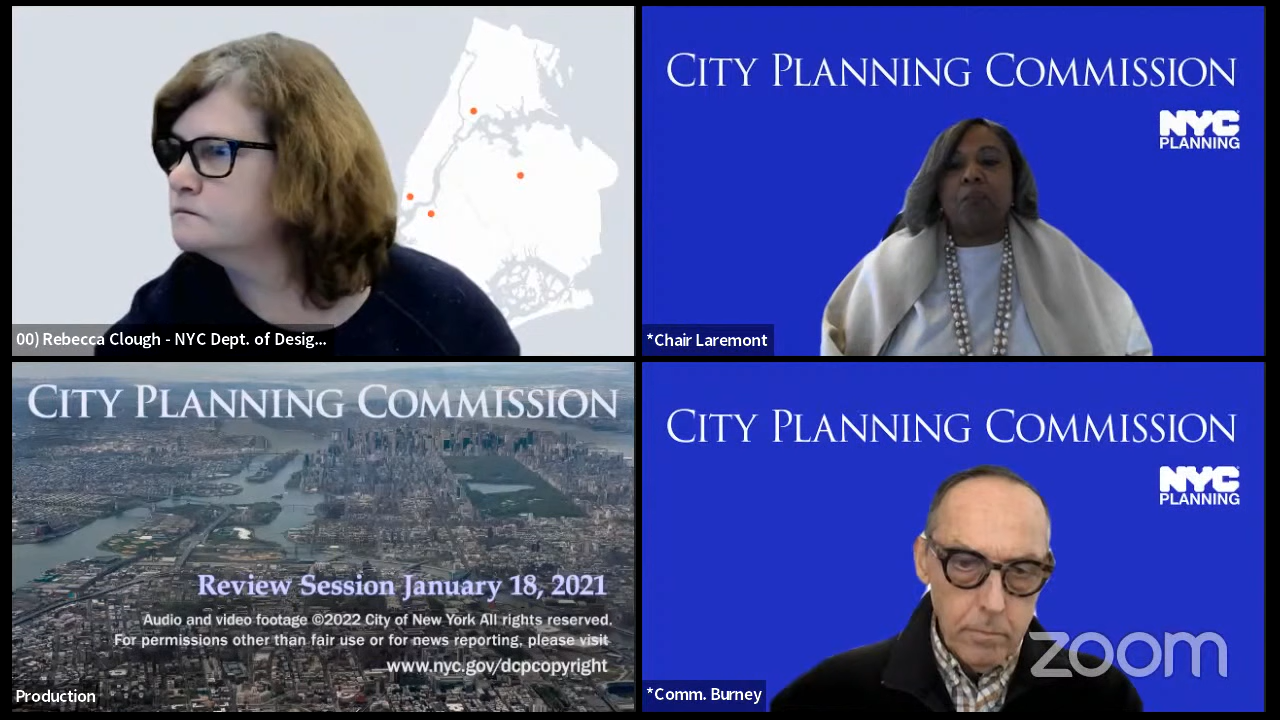 00) Rebecca Clough - NYC Dept. of Desig...
CITY PLANNING COMMISSION
NYC
PLANNING
*Chair Laremont
CITY PLANNING COMMISSION
Review Session January 18, 2021
Audio and video footage ©2022 City of New York All rights reserved.
For permissions other than fair use or for news reporting, please visit
www.nyc.gov/dcpcopyright
Production
CITY PLANNING COMMISSION
NYC
PLANNING
*Comm. Burney
zoom